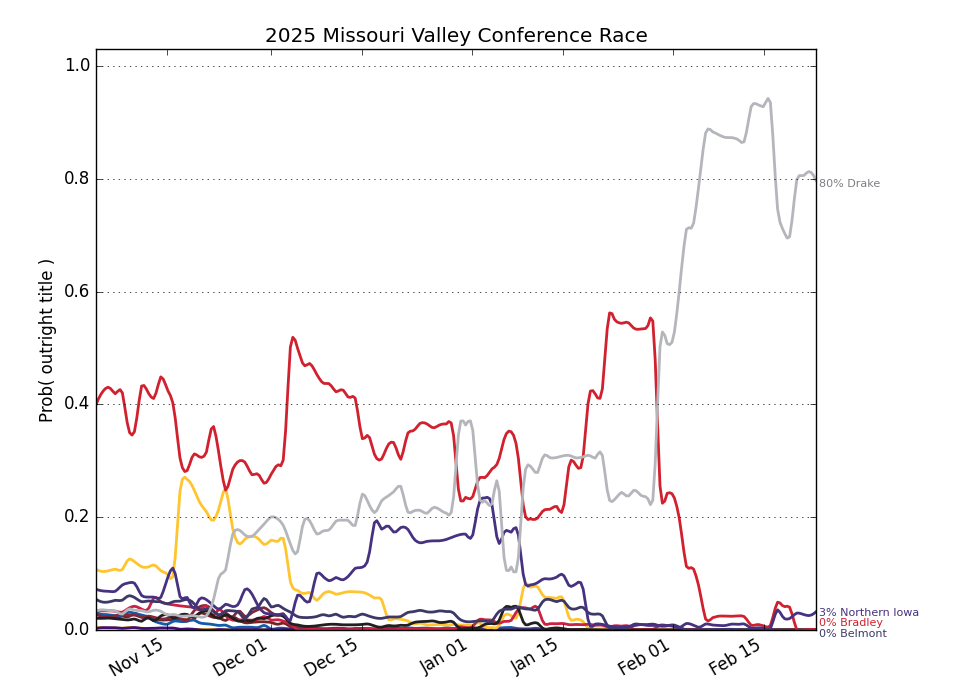 2025 Missouri Valley Conference Race
Prob( outright title )
1.0
0.8
0.6
0.4
0.2
0.0
Nov 15
Dec 01
Dec 15
Jan 01
Jan 15
Feb 01
Feb 15
80% Drake
3% Northern Iowa
0% Bradley
0% Belmont